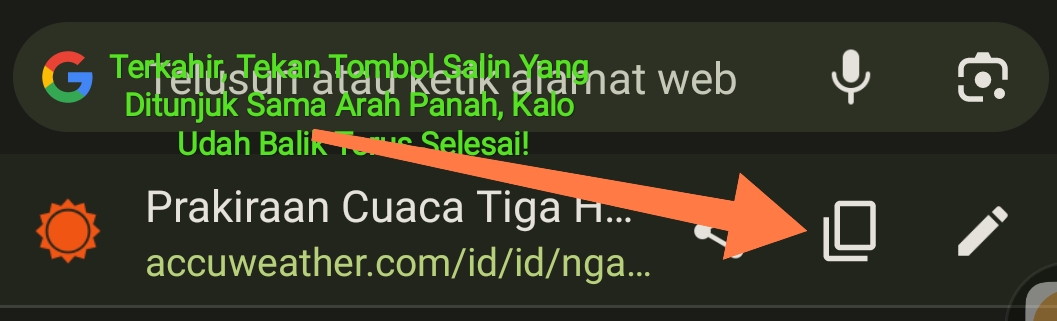 Terkahir, Tekan Tombol Salin Yang
Telusuri atau ketik alamat web
Ditunjuk Sama Arah Panah, Kalo
Udah Balik Terus Selesai!
Prakiraan Cuaca Tiga H...
accuweather.com/id/id/nga...